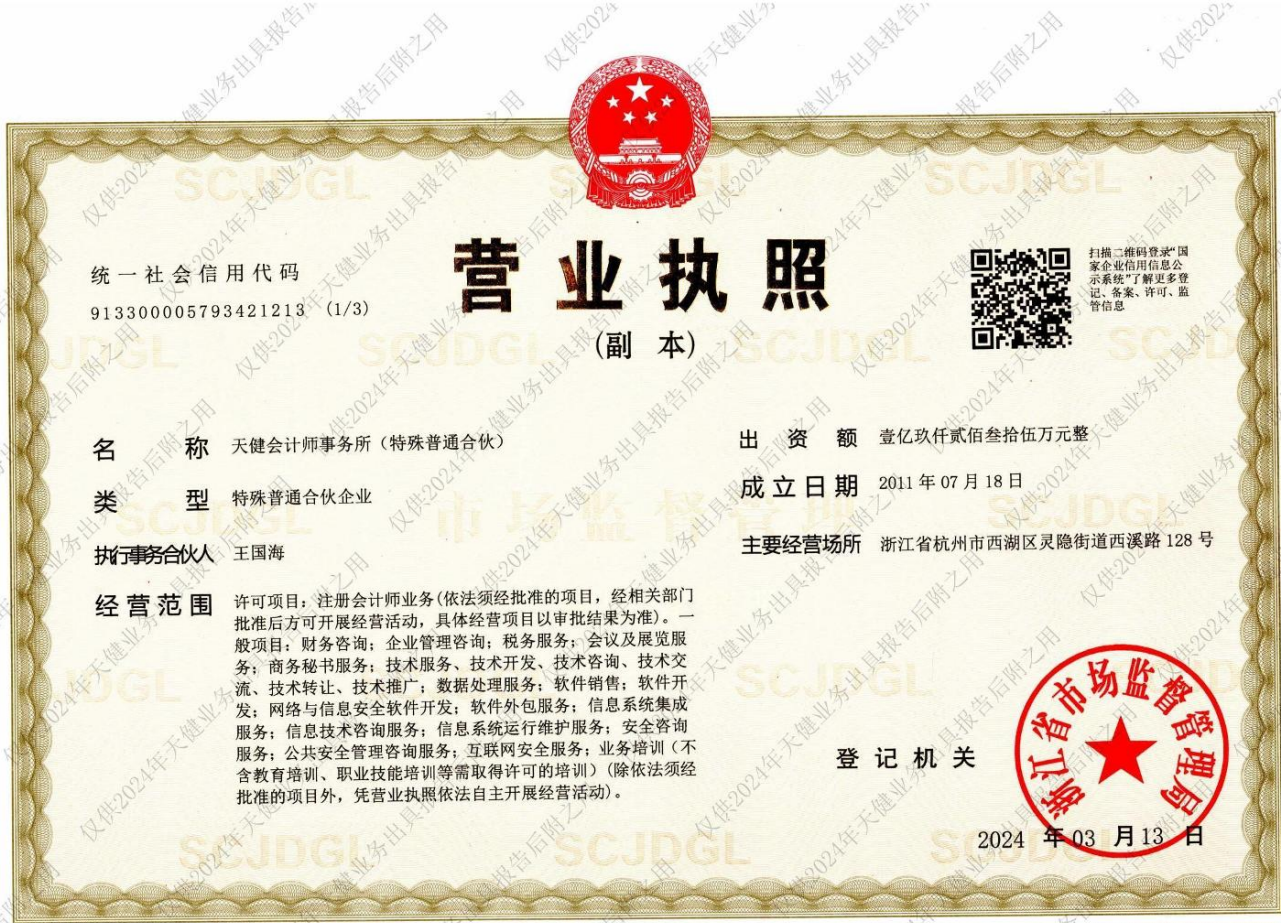 营业执照
(副 本)
统一社会信用代码
913300005793421213 (1/3)
扫描二维码登录“国
家企业信用信息公
示系统”了解更多登
记、备案、许可、监
管信息
名 称 天健会计师事务所（特殊普通合伙）
类 型 特殊普通合伙企业
执行事务合伙人 王国海
经营范围 许可项目：注册会计师业务(依法须经批准的项目，经相关部门
批准后方可开展经营活动，具体经营项目以审批结果为准)。一
般项目：财务咨询；企业管理咨询；税务服务；会议及展览服
务；商务秘书服务；技术服务、技术开发、技术咨询、技术交
流、技术转让、技术推广；数据处理服务；软件销售；软件开
发；网络与信息安全软件开发；软件外包服务；信息系统集成
服务；信息技术咨询服务；信息系统运行维护服务；安全咨询
服务；公共安全管理咨询服务；互联网安全服务；业务培训（不
含教育培训、职业技能培训等需取得许可的培训）(除依法须经
批准的项目外，凭营业执照依法自主开展经营活动)。
出 资 额 壹亿玖仟贰佰叁拾伍万元整
成立日期 2011年07月18日
主要经营场所 浙江省杭州市西湖区灵隐街道西溪路128号
登记机关
浙江省市场监督管理局
2024 年 03 月 13 日
市场监督管理
SCJDGL
仅供2024年天健业务出具报告后附之用